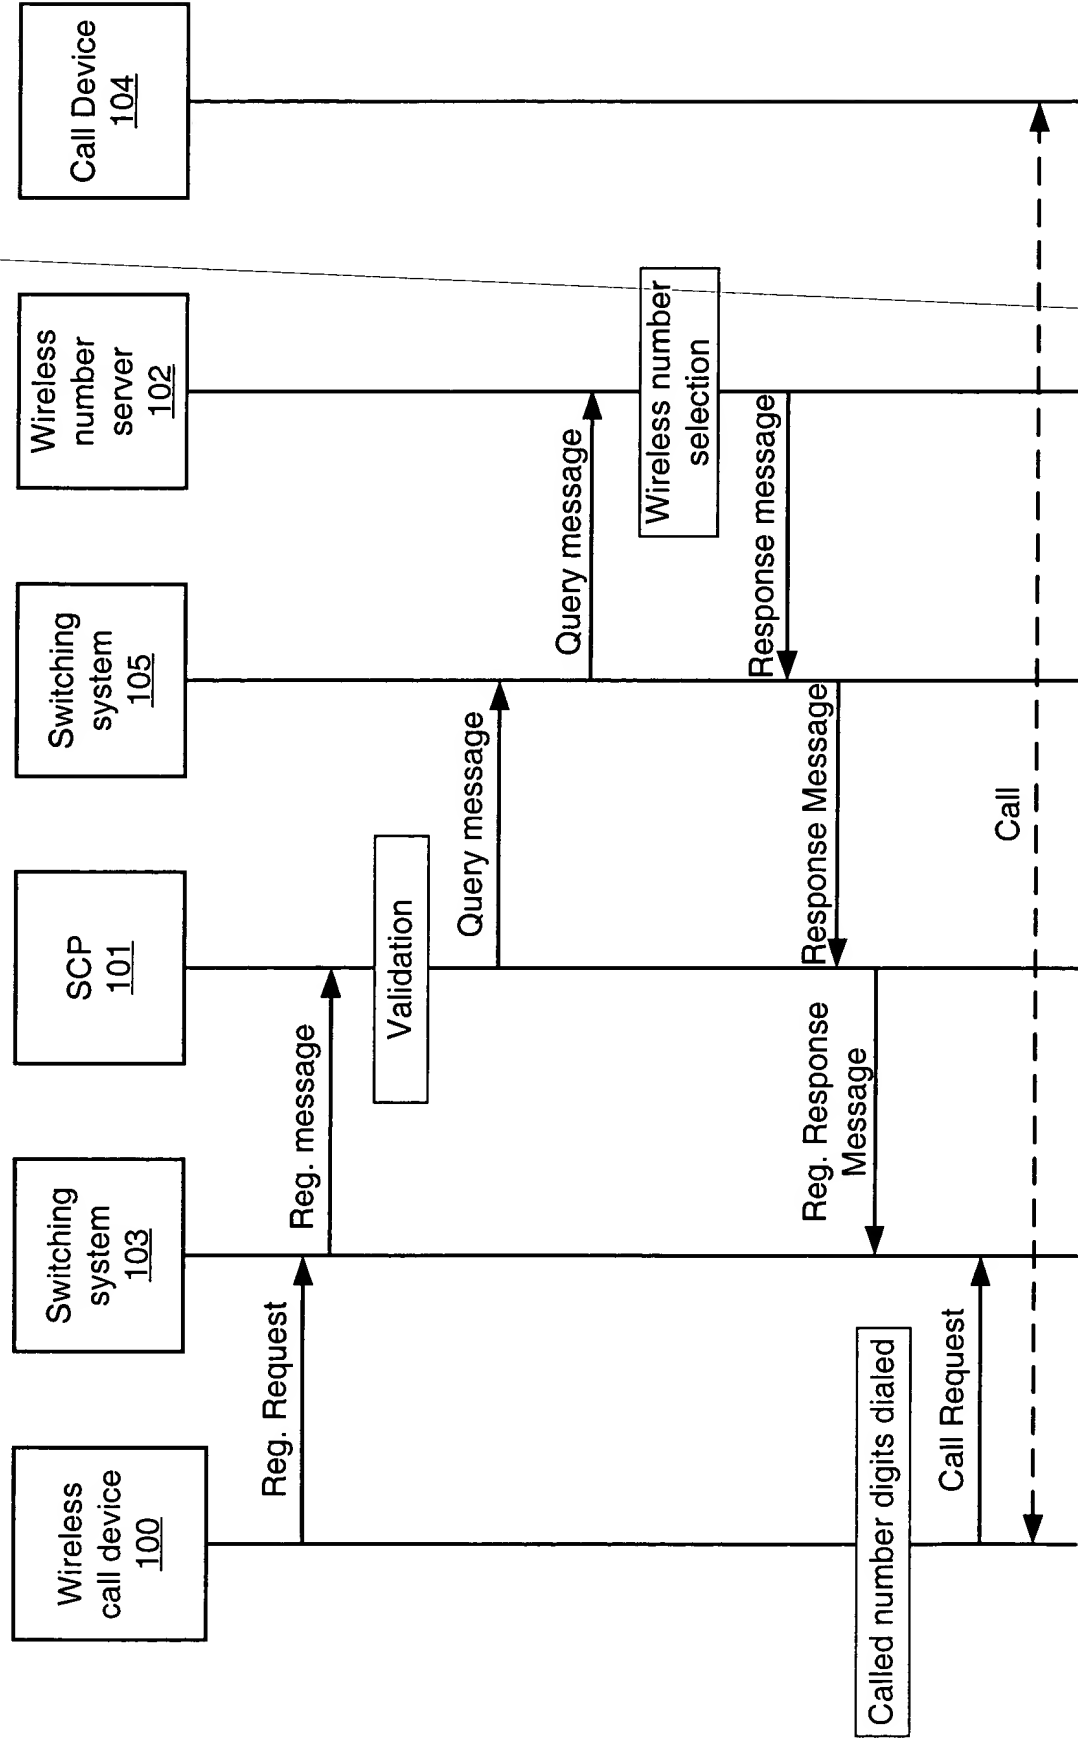 Wireless
call device
100
Switching
system
103
SCP
101
Switching
system
105
Wireless
number
server
102
Call Device
104
Reg. Request
Reg. message
Validation
Query message
Query message
Wireless number
selection
Response message
Response Message
Reg. Response
Message
Called number digits dialed
Call Request
Call